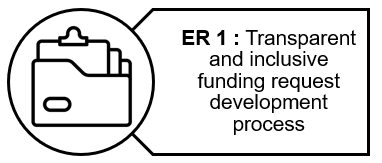 ER 1 : Transparent
and inclusive
funding request
development
process